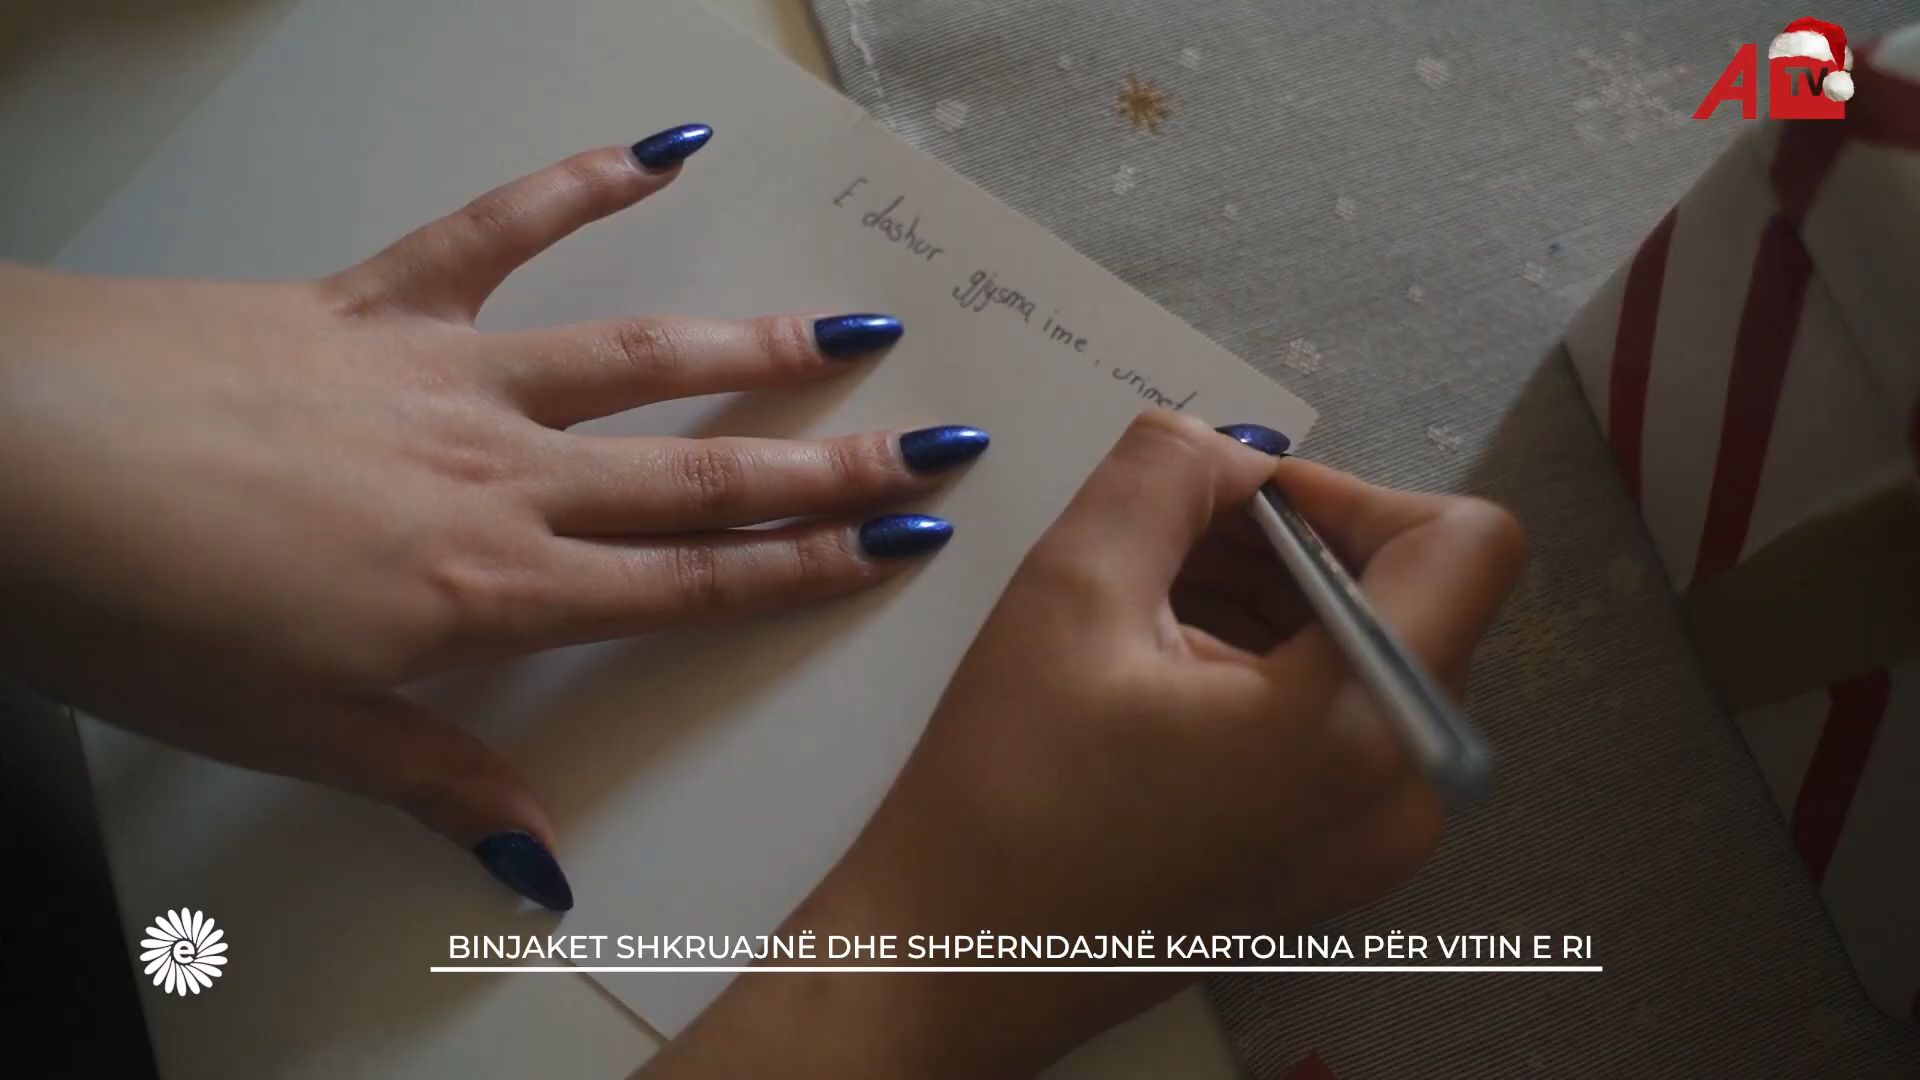 ATV
E dashur gjysma ime, urimet
e
BINJAKET SHKRUAJNË DHE SHPËRNDAJNË KARTOLINA PËR VITIN E RI